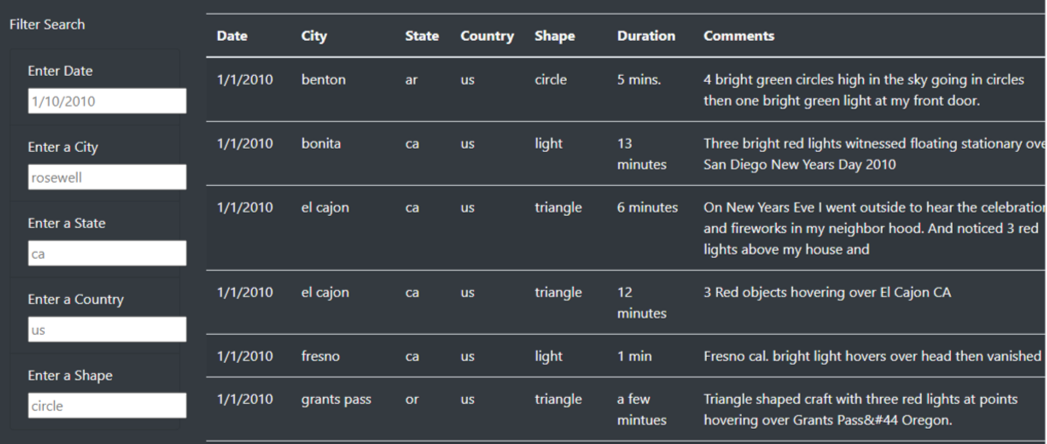 Filter Search
Enter Date
1/10/2010
Enter a City
rosewell
Enter a State
ca
Enter a Country
us
Enter a Shape
circle
Date City State Country Shape Duration Comments
1/1/2010 benton ar us circle 5 mins. 4 bright green circles high in the sky going in circles
then one bright green light at my front door.
1/1/2010 bonita ca us light 13 Three bright red lights witnessed floating stationary ove
minutes San Diego New Years Day 2010
1/1/2010 el cajon ca us triangle 6 minutes On New Years Eve I went outside to hear the celebration
and fireworks in my neighbor hood. And noticed 3 red
lights above my house and
1/1/2010 el cajon ca us triangle 12 3 Red objects hovering over El Cajon CA
minutes
1/1/2010 fresno ca us light 1 min Fresno cal. bright light hovers over head then vanished
1/1/2010 grants pass or us triangle a few Triangle shaped craft with three red lights at points
mintues hovering over Grants Pass&#44 Oregon.